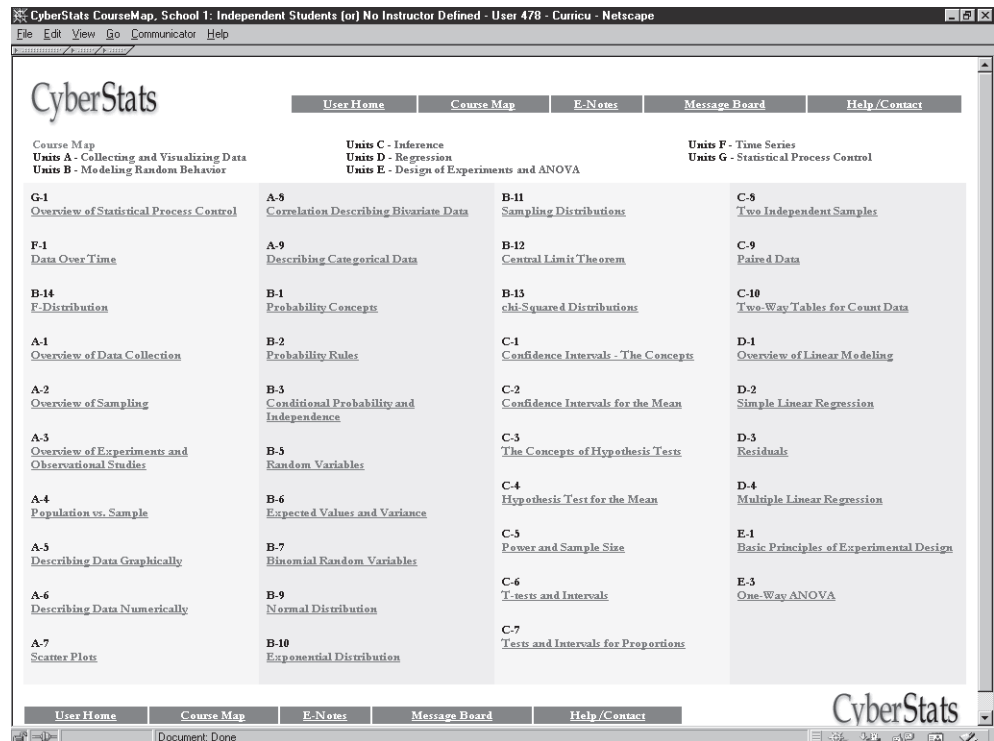 CyberStats CourseMap, School 1: Independent Students (or) No Instructor Defined - User 478 - Curricu - Netscape
File Edit View Go Communicator Help
CyberStats
User Home Course Map E-Notes Message Board Help/Contact
Course Map
Units A - Collecting and Visualizing Data
Units B - Modeling Random Behavior
Units C - Inference
Units D - Regression
Units E - Design of Experiments and ANOVA
Units F - Time Series
Units G - Statistical Process Control
G-1
Overview of Statistical Process Control
F-1
Data Over Time
B-14
F-Distribution
A-1
Overview of Data Collection
A-2
Overview of Sampling
A-3
Overview of Experiments and
Observational Studies
A-4
Population vs. Sample
A-5
Describing Data Graphically
A-6
Describing Data Numerically
A-7
Scatter Plots
A-8
Correlation Describing Bivariate Data
A-9
Describing Categorical Data
B-1
Probability Concepts
B-2
Probability Rules
B-3
Conditional Probability and
Independence
B-5
Random Variables
B-6
Expected Values and Variance
B-7
Binomial Random Variables
B-9
Normal Distribution
B-10
Exponential Distribution
B-11
Sampling Distributions
B-12
Central Limit Theorem
B-13
chi-Squared Distributions
C-1
Confidence Intervals - The Concepts
C-2
Confidence Intervals for the Mean
C-3
The Concepts of Hypothesis Tests
C-4
Hypothesis Test for the Mean
C-5
Power and Sample Size
C-6
T-tests and Intervals
C-7
Tests and Intervals for Proportions
C-8
Two Independent Samples
C-9
Paired Data
C-10
Two-Way Tables for Count Data
D-1
Overview of Linear Modeling
D-2
Simple Linear Regression
D-3
Residuals
D-4
Multiple Linear Regression
E-1
Basic Principles of Experimental Design
E-3
One-Way ANOVA
User Home Course Map E-Notes Message Board Help/Contact
CyberStats
Document: Done